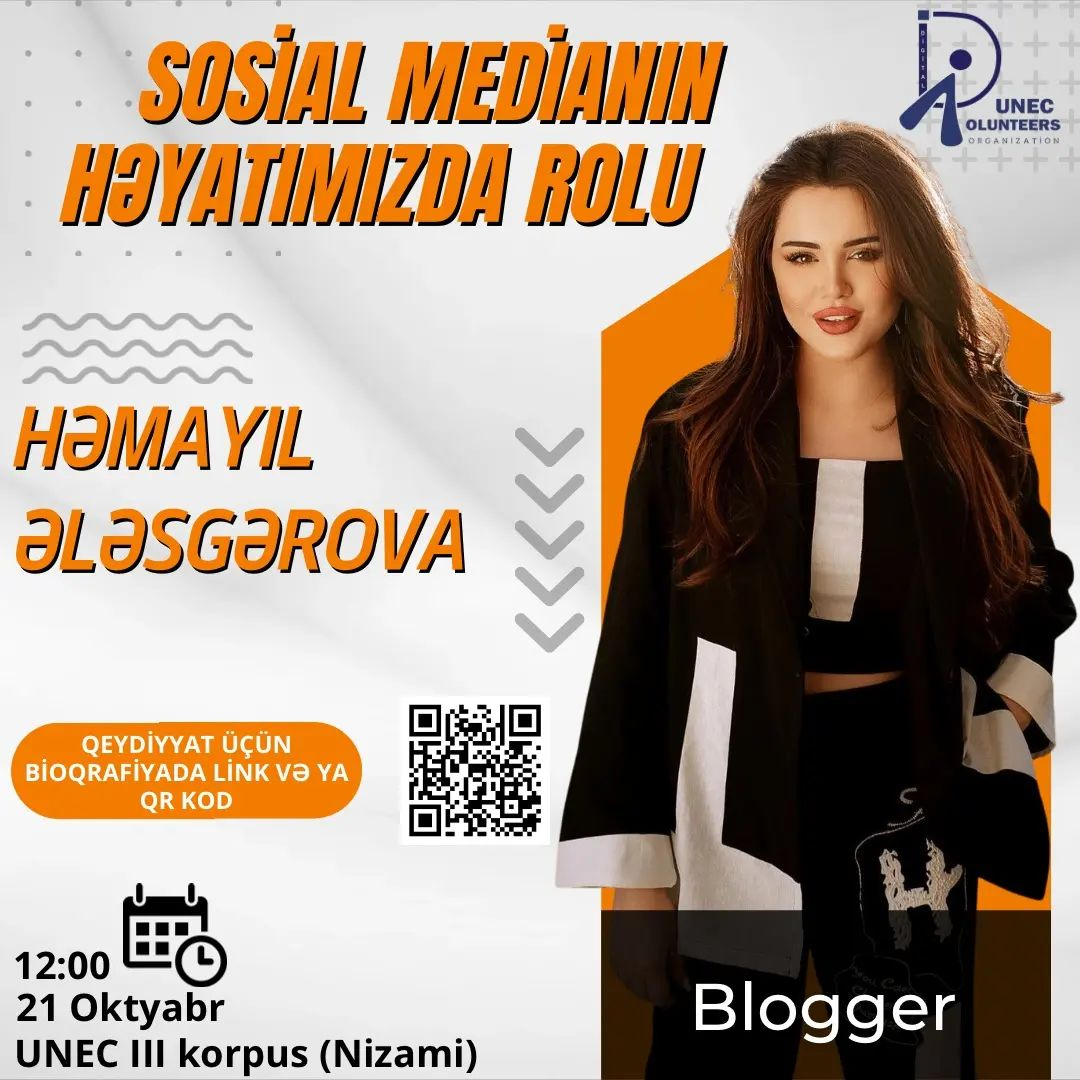 SOSİAL MEDİANIN
HƏYATIMIZDA ROLU
DIGITAL
UNEC
VOLUNTEERS
ORGANIZATION
HƏMAYIL
ƏLƏSGƏROVA
QEYDİYYAT ÜÇÜN
BİOQRAFİYADA LİNK VƏ YA
QR KOD
12:00
21 Oktyabr
UNEC III korpus (Nizami)
Blogger